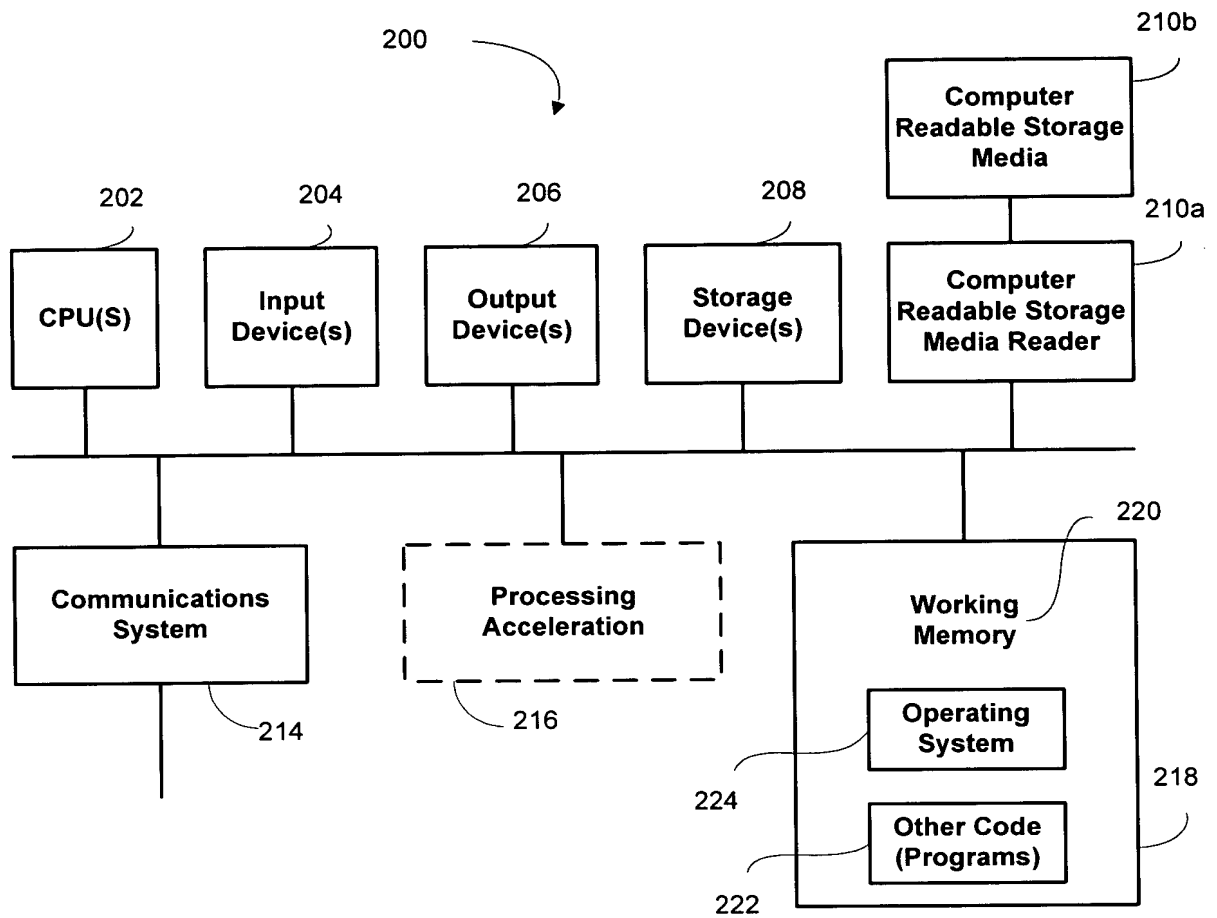 200
210b
Computer
Readable Storage
Media
202
204
206
208
210a
CPU(S)
Input
Device(s)
Output
Device(s)
Storage
Device(s)
Computer
Readable Storage
Media Reader
220
Communications
System
Processing
Acceleration
Working
Memory
214
216
Operating
System
224
218
Other Code
(Programs)
222